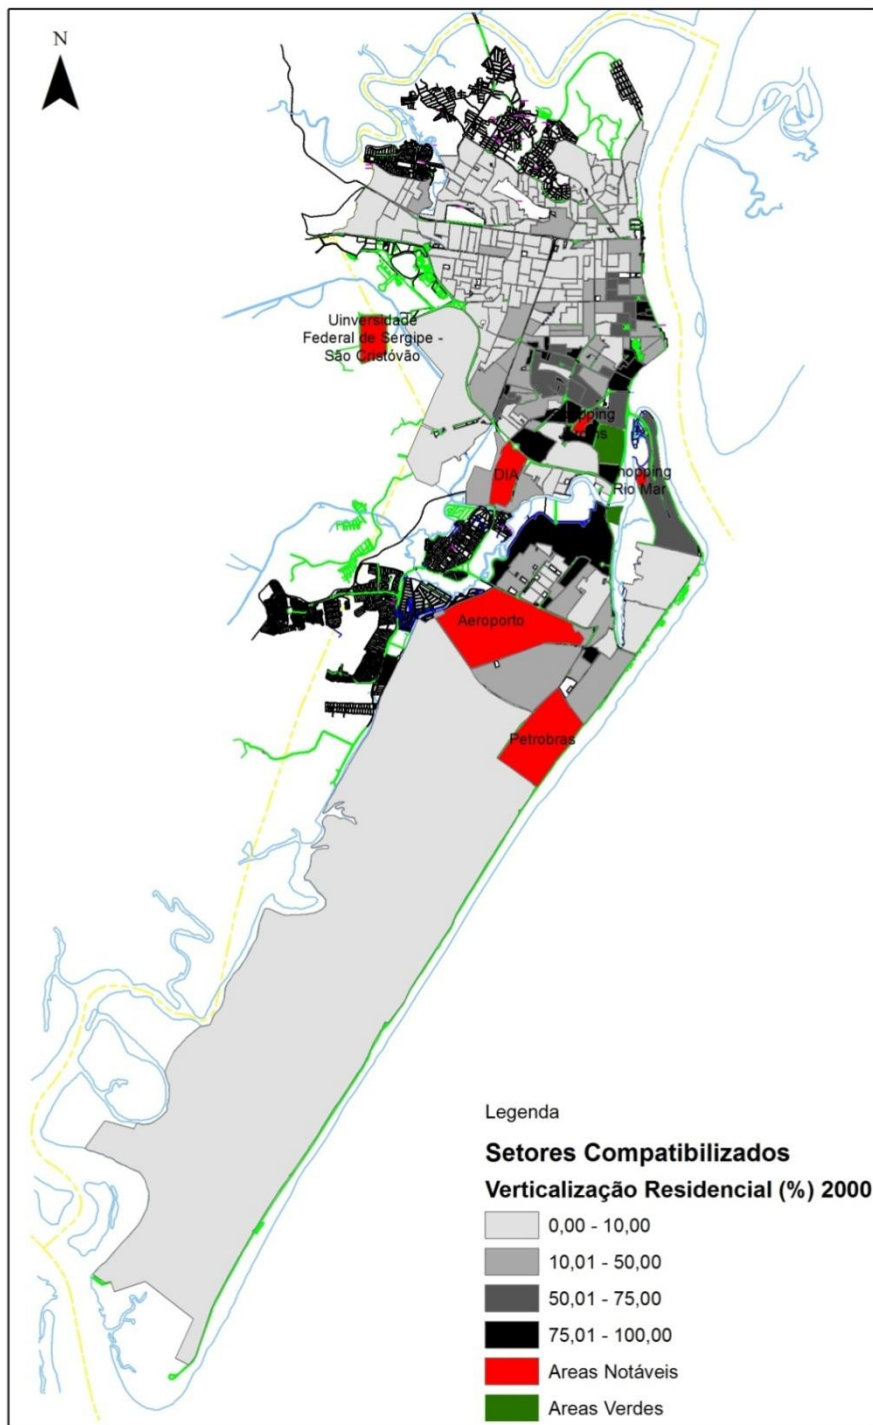 N
Uinversidade
Federal de Sergipe -
São Cristóvão
DIA
Rio Mar
Aeroporto
Petrobras
Legenda
Setores Compatibilizados
Verticalização Residencial (%) 2000
0,00 - 10,00
10,01 - 50,00
50,01 - 75,00
75,01 - 100,00
Areas Notáveis
Areas Verdes